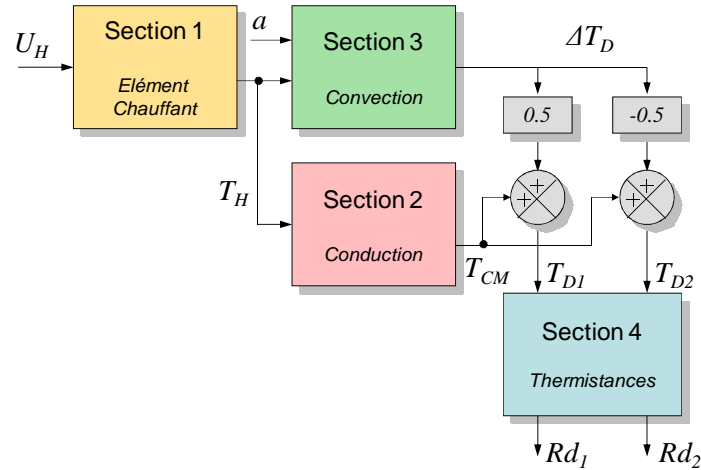 Section 1
U_H
Elément
Chauffant
a
Section 3
Convection
ΔT_D
0.5
-0.5
T_H
Section 2
Conduction
+
+
+
+
T_CM
T_D1
T_D2
Section 4
Thermistances
Rd_1
Rd_2